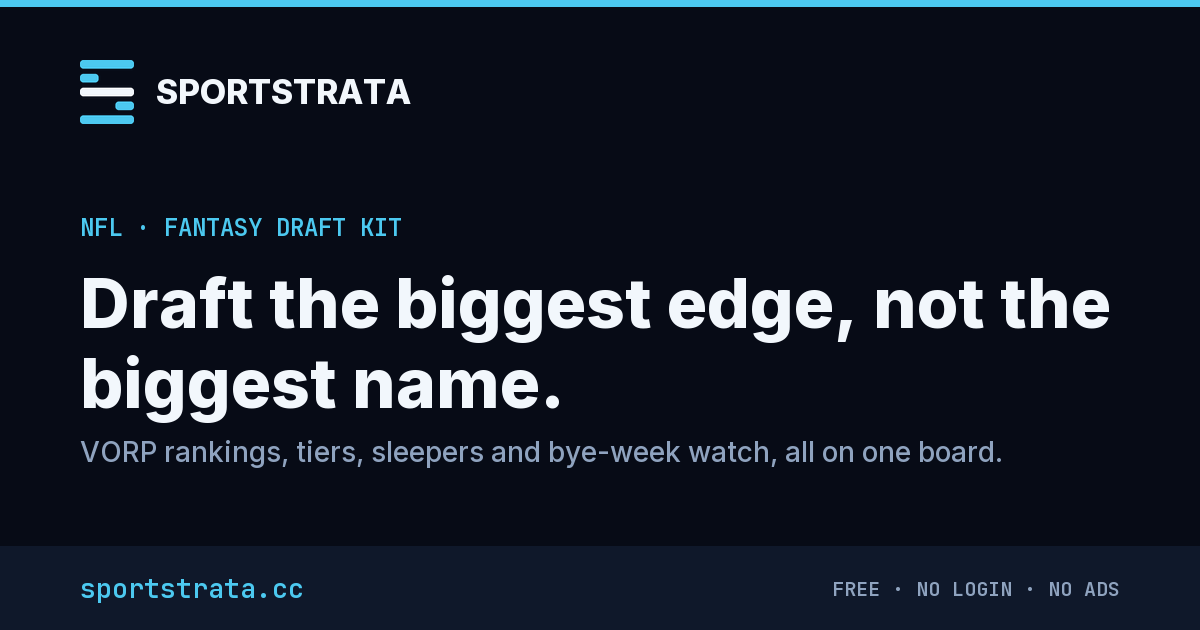 SPORTSTRATA
NFL · FANTASY DRAFT KIT
Draft the biggest edge, not the
biggest name.
VORP rankings, tiers, sleepers and bye-week watch, all on one board.
sportstrata.cc
FREE · NO LOGIN · NO ADS